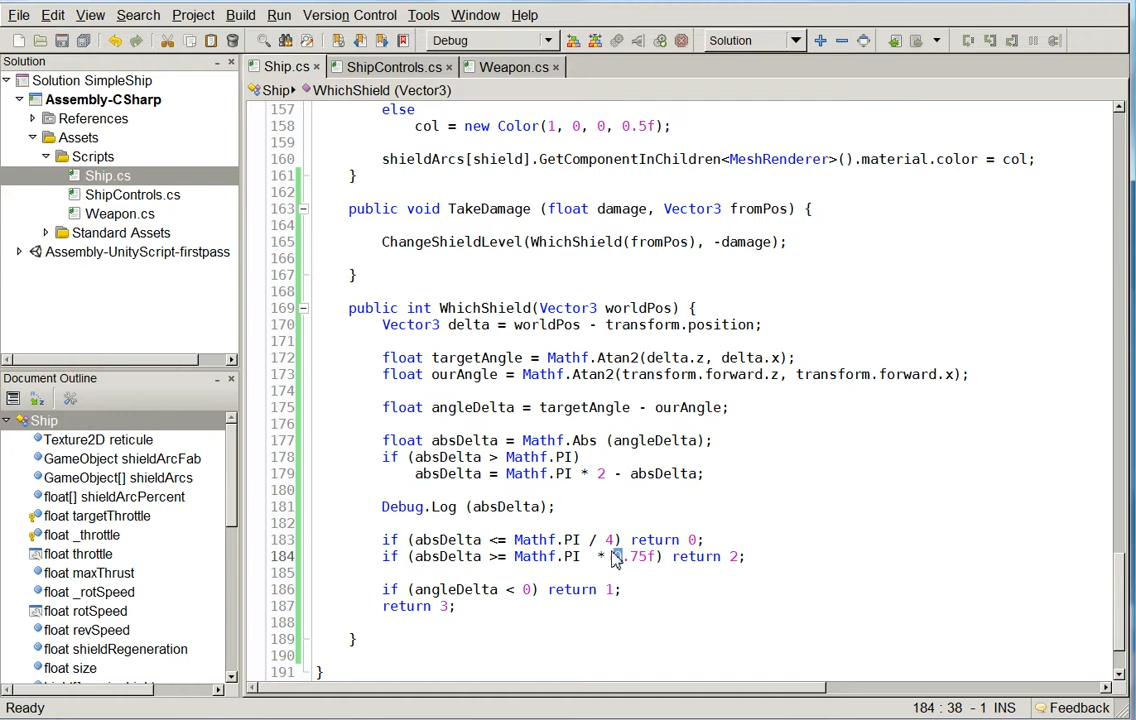 File Edit View Search Project Build Run Version Control Tools Window Help
Debug Solution
Solution
Solution SimpleShip
Assembly-CSharp
References
Assets
Scripts
Ship.cs
ShipControls.cs
Weapon.cs
Standard Assets
Assembly-UnityScript-firstpass
Document Outline
Ship
Texture2D reticule
GameObject shieldArcFab
GameObject[] shieldArcs
float[] shieldArcPercent
float targetThrottle
float _throttle
float throttle
float maxThrust
float _rotSpeed
float rotSpeed
float revSpeed
float shieldRegeneration
float size
Ship.cs × ShipControls.cs × Weapon.cs ×
Ship WhichShield (Vector3)
157 else
158 col = new Color(1, 0, 0, 0.5f);
159
160 shieldArcs[shield].GetComponentInChildren<MeshRenderer>().material.color = col;
161 }
162
163 public void TakeDamage (float damage, Vector3 fromPos) {
164
165 ChangeShieldLevel(WhichShield(fromPos), -damage);
166
167 }
168
169 public int WhichShield(Vector3 worldPos) {
170 Vector3 delta = worldPos - transform.position;
171
172 float targetAngle = Mathf.Atan2(delta.z, delta.x);
173 float ourAngle = Mathf.Atan2(transform.forward.z, transform.forward.x);
174
175 float angleDelta = targetAngle - ourAngle;
176
177 float absDelta = Mathf.Abs (angleDelta);
178 if (absDelta > Mathf.PI)
179 absDelta = Mathf.PI * 2 - absDelta;
180
181 Debug.Log (absDelta);
182
183 if (absDelta <= Mathf.PI / 4) return 0;
184 if (absDelta >= Mathf.PI * .75f) return 2;
185
186 if (angleDelta < 0) return 1;
187 return 3;
188
189 }
190
191 }
Ready 184 : 38 - 1 INS Feedback